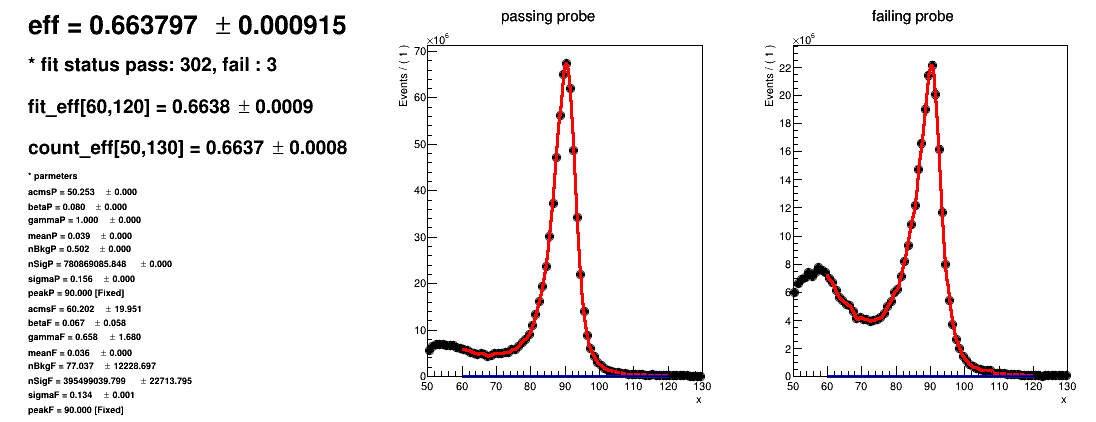 eff = 0.663797 ± 0.000915
* fit status pass: 302, fail : 3
fit_eff[60,120] = 0.6638 ± 0.0009
count_eff[50,130] = 0.6637 ± 0.0008
* parmeters
acmsP = 50.253 ± 0.000
betaP = 0.080 ± 0.000
gammaP = 1.000 ± 0.000
meanP = 0.039 ± 0.000
nBkgP = 0.502 ± 0.000
nSigP = 780869085.848 ± 0.000
sigmaP = 0.156 ± 0.000
peakP = 90.000 [Fixed]
acmsF = 60.202 ± 19.951
betaF = 0.067 ± 0.058
gammaF = 0.658 ± 1.680
meanF = 0.036 ± 0.000
nBkgF = 77.037 ± 12228.697
nSigF = 395499039.799 ± 22713.795
sigmaF = 0.134 ± 0.001
peakF = 90.000 [Fixed]
passing probe
×10⁶
Events / ( 1 )
70
60
50
40
30
20
10
0
50 60 70 80 90 100 110 120 130
x
failing probe
×10⁶
Events / ( 1 )
22
20
18
16
14
12
10
8
6
4
2
0
50 60 70 80 90 100 110 120 130
x